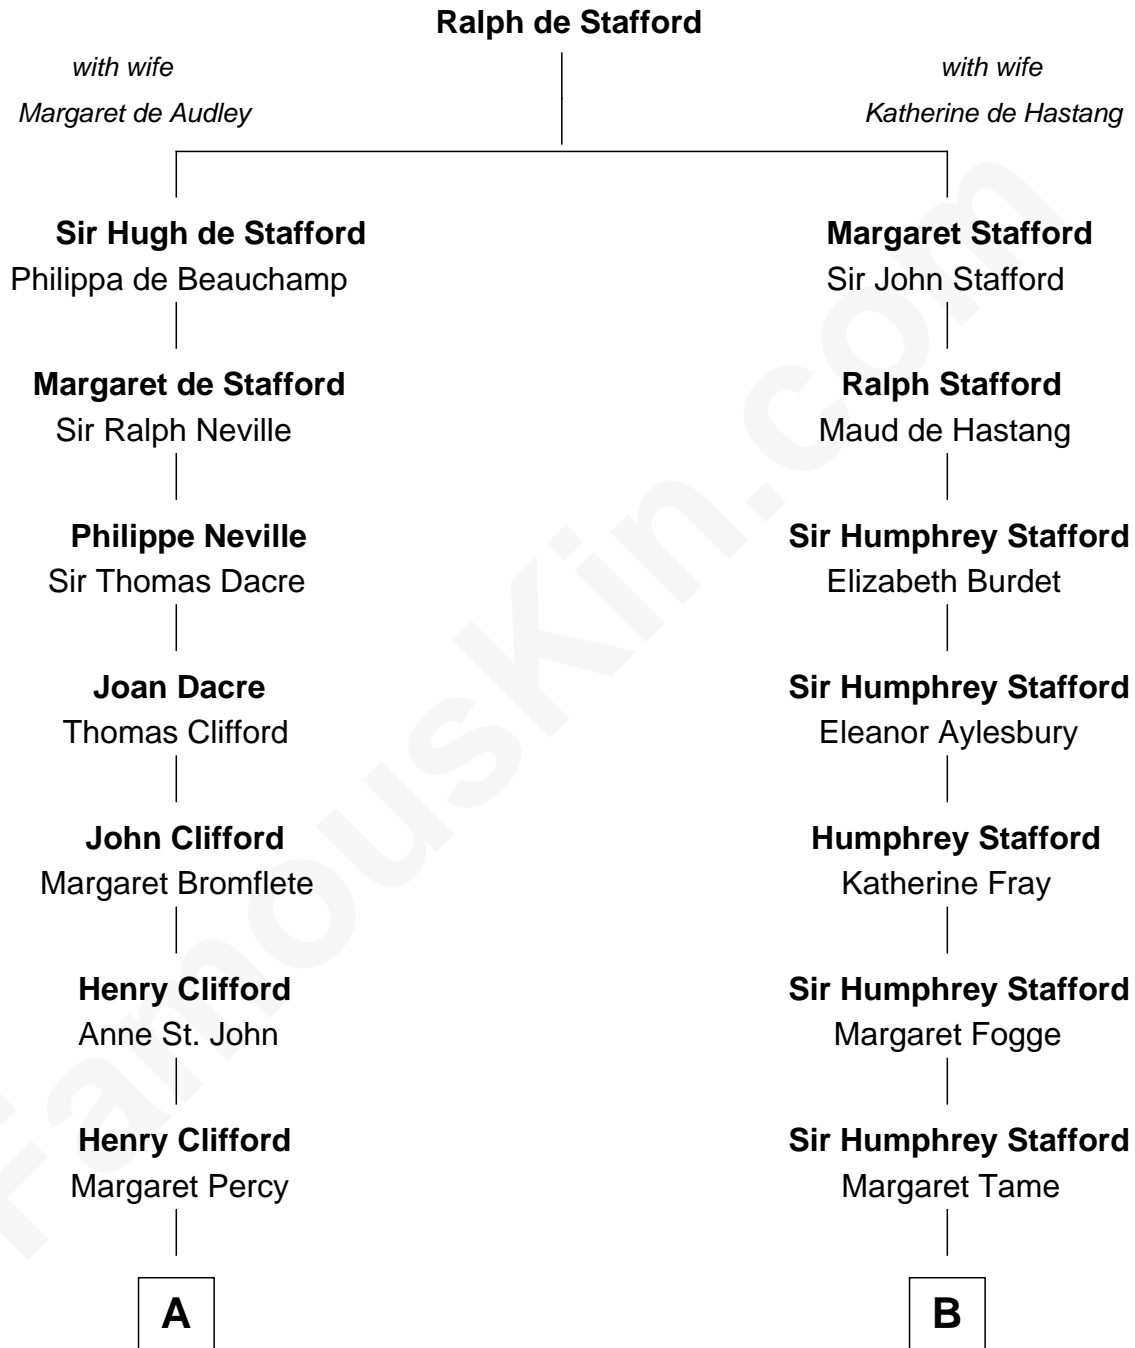 Ralph de Stafford
with wife
Margaret de Audley
with wife
Katherine de Hastang
Sir Hugh de Stafford
Philippa de Beauchamp
Margaret Stafford
Sir John Stafford
Margaret de Stafford
Sir Ralph Neville
Ralph Stafford
Maud de Hastang
Philippe Neville
Sir Thomas Dacre
Sir Humphrey Stafford
Elizabeth Burdet
Joan Dacre
Thomas Clifford
Sir Humphrey Stafford
Eleanor Aylesbury
John Clifford
Margaret Bromflete
Humphrey Stafford
Katherine Fray
Henry Clifford
Anne St. John
Sir Humphrey Stafford
Margaret Fogge
Henry Clifford
Margaret Percy
Sir Humphrey Stafford
Margaret Tame
A
B
FamousKin.com